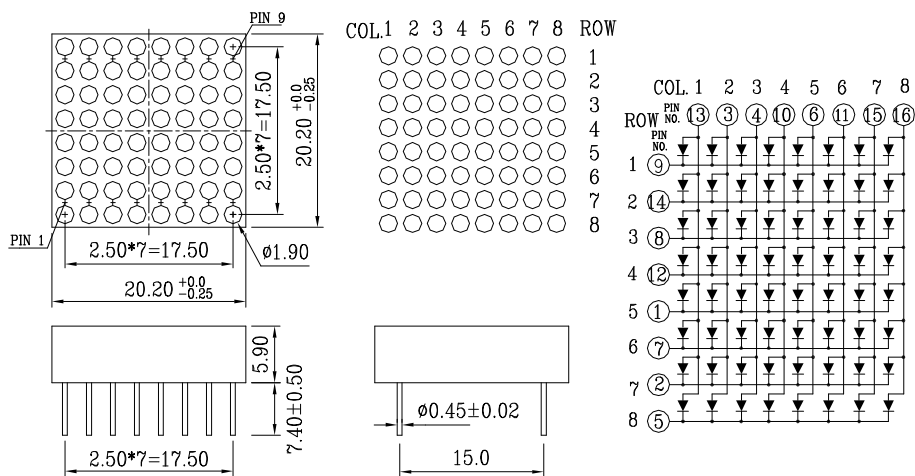 PIN 9
2.50*7=17.50
20.20 +0.0 -0.25
PIN 1
2.50*7=17.50
ø1.90
20.20 +0.0 -0.25
COL.1 2 3 4 5 6 7 8 ROW
1
2
3
4
5
6
7
8
COL. 1 2 3 4 5 6 7 8
ROW PIN NO. 13 3 4 10 6 11 15 16
PIN NO.
1 9
2 14
3 8
4 12
5 1
6 7
7 2
8 5
5.90
7.40±0.50
2.50*7=17.50
ø0.45±0.02
15.0